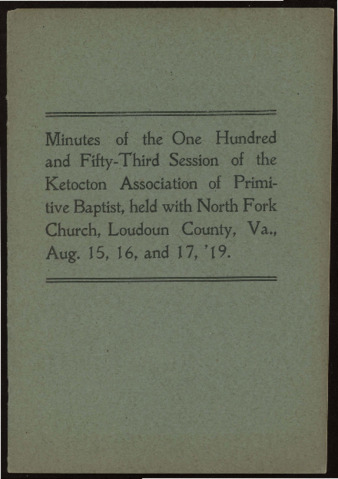 Minutes of the One Hundred
and Fifty-Third Session of the
Ketocton Association of Primi-
tive Baptist, held with North Fork
Church, Loudoun County, Va.,
Aug. 15, 16, and 17, '19.